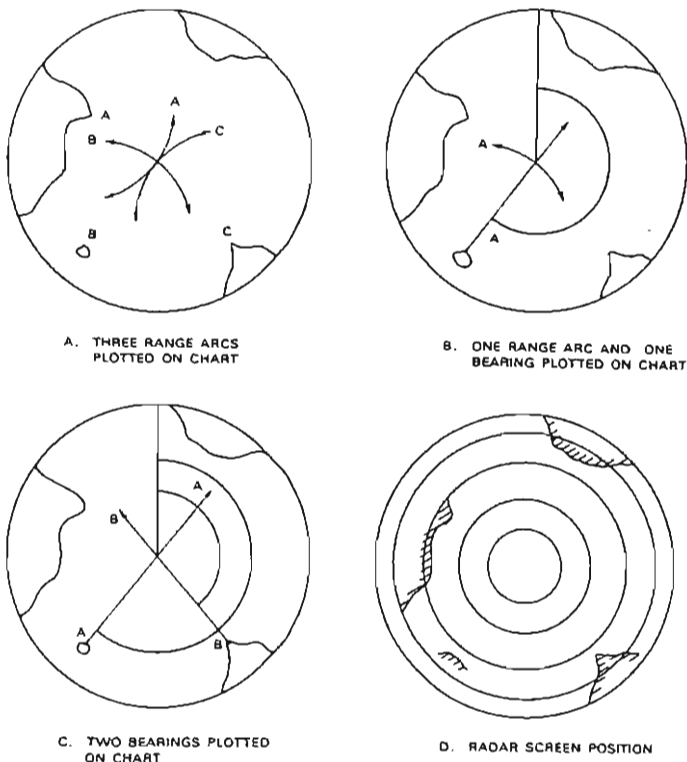 A
A
B
C
B
C
A. THREE RANGE ARCS
PLOTTED ON CHART
A
A
B. ONE RANGE ARC AND ONE
BEARING PLOTTED ON CHART
A
B
A
B
C. TWO BEARINGS PLOTTED
ON CHART
D. RADAR SCREEN POSITION